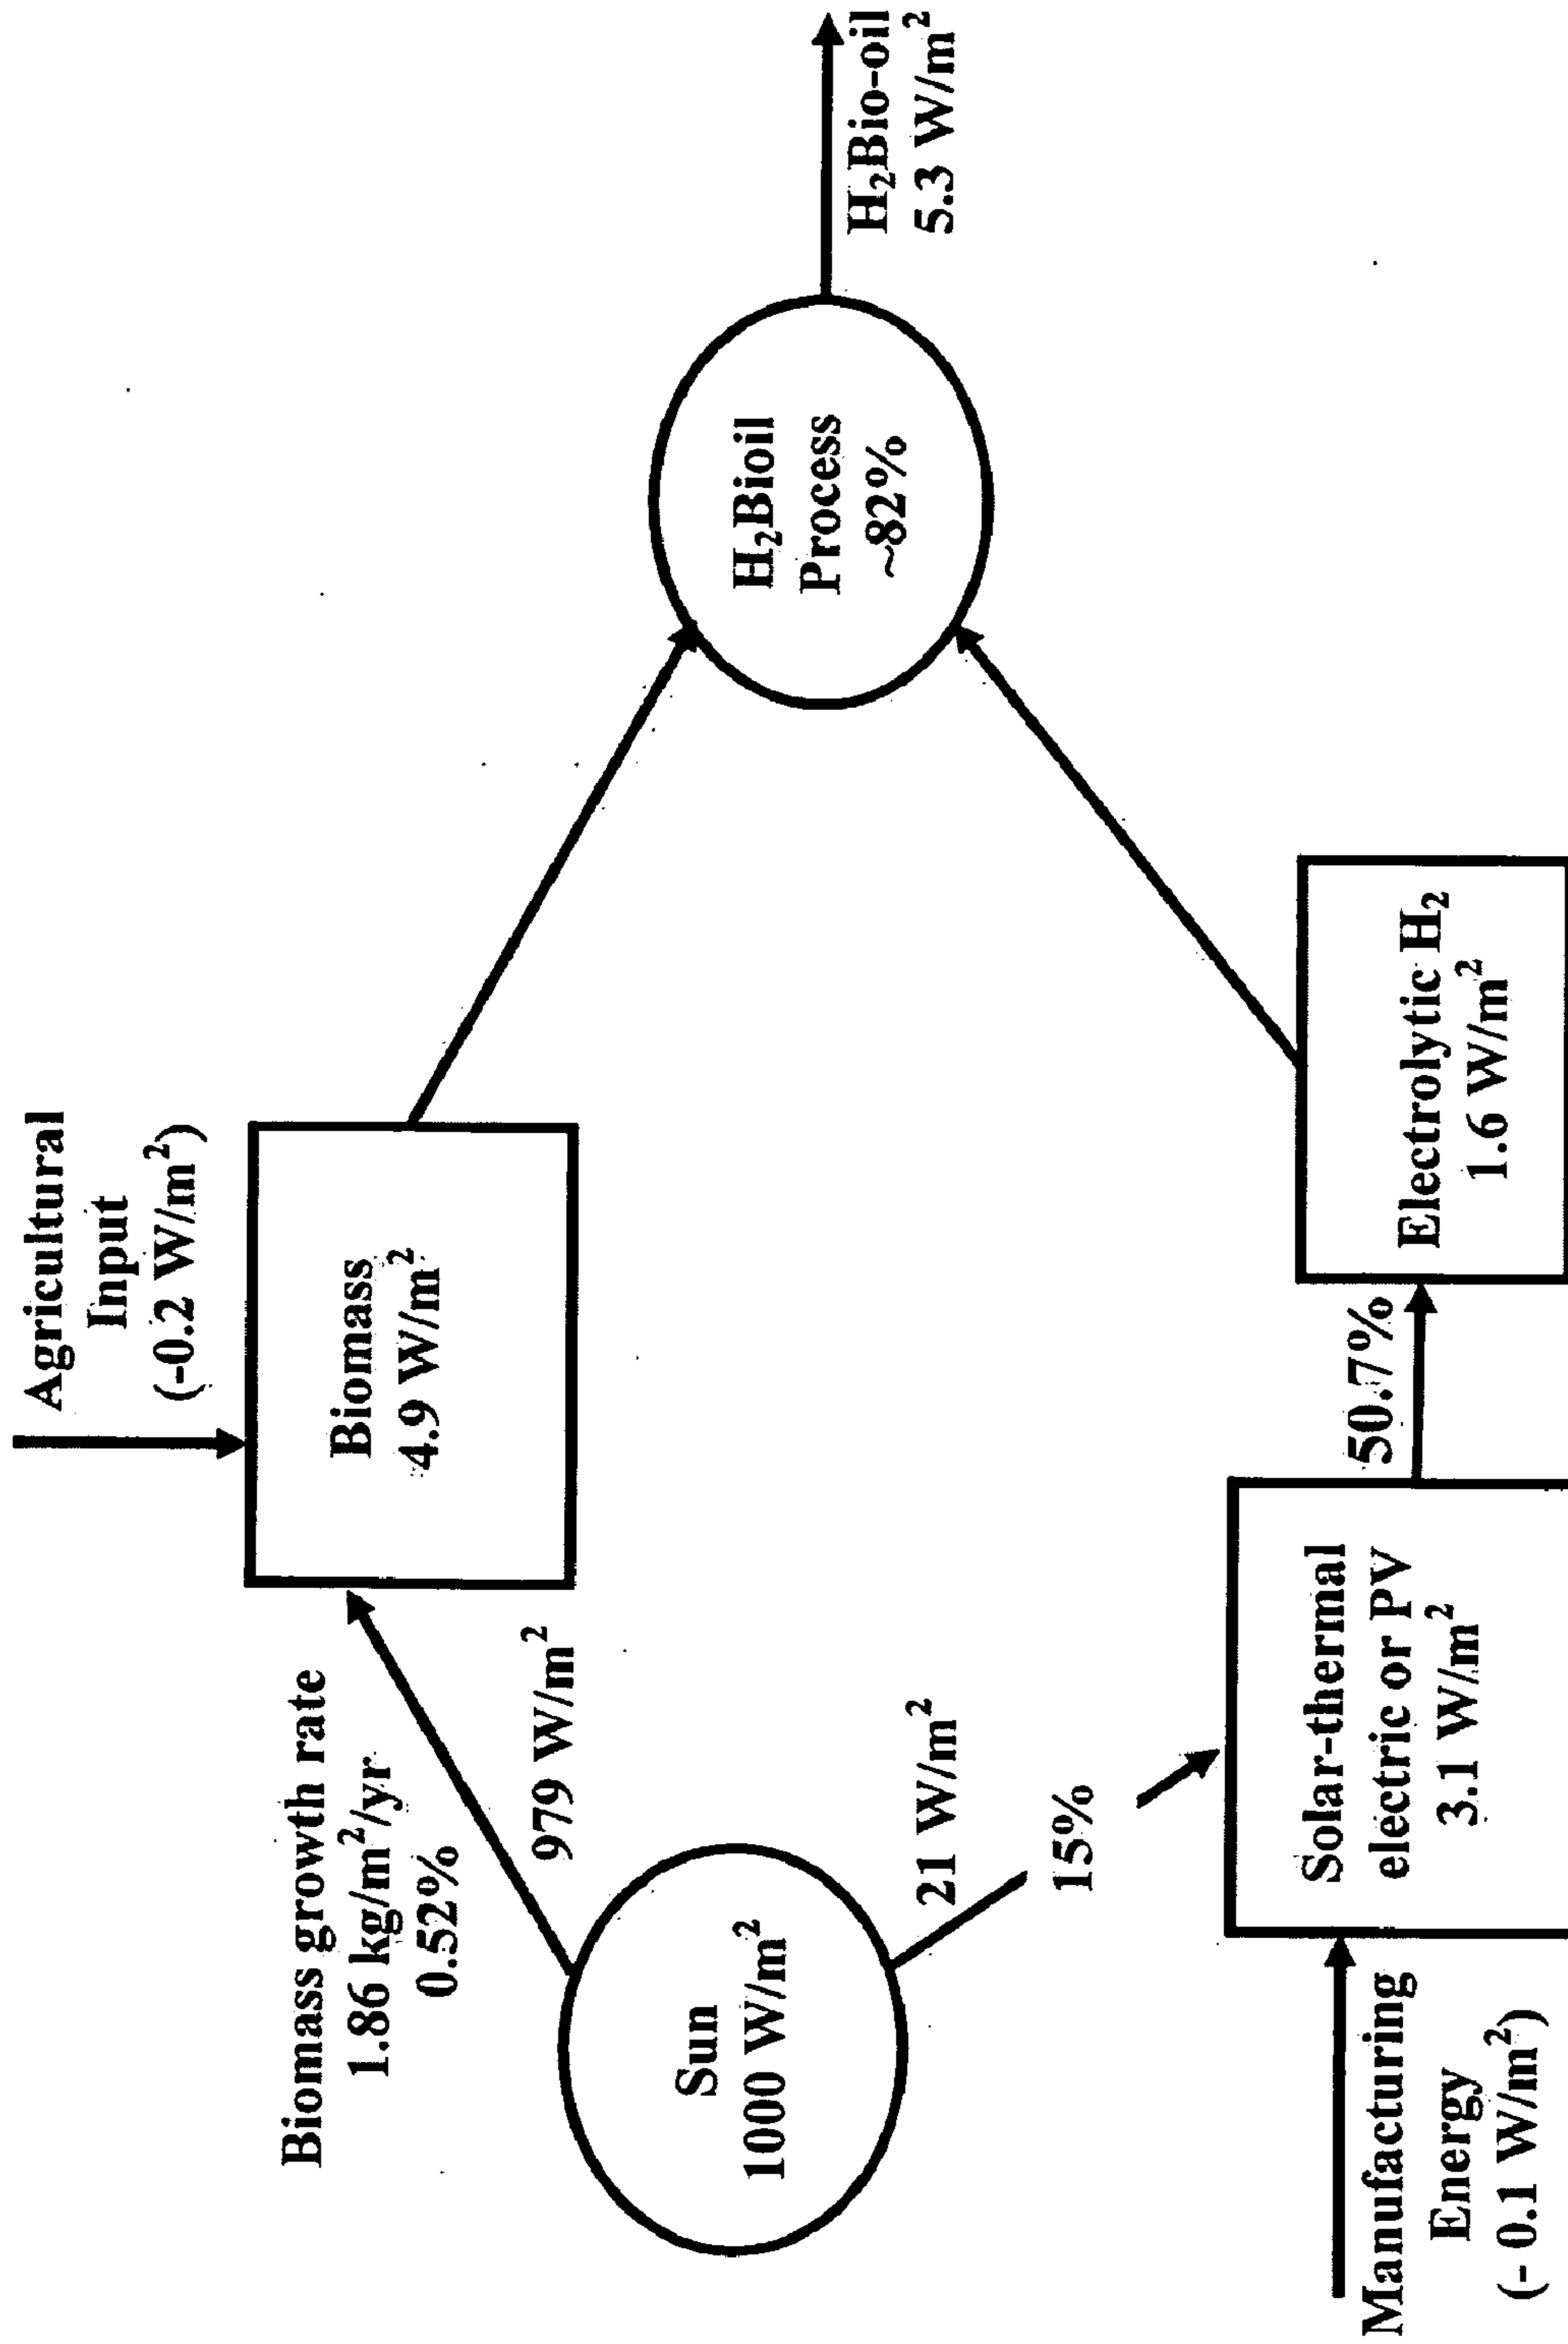 Agricultural
Input
(-0.2 W/m²)
Biomass growth rate
1.86 kg/m²/yr
0.52%
Biomass
4.9 W/m²
979 W/m²
Sun
1000 W/m²
H₂Bioil
Process
~82%
H₂Bio-oil
5.3 W/m²
21 W/m²
15%
Manufacturing
Energy
(- 0.1 W/m²)
Solar-thermal
electric or PV
3.1 W/m²
50.7%
Electrolytic H₂
1.6 W/m²